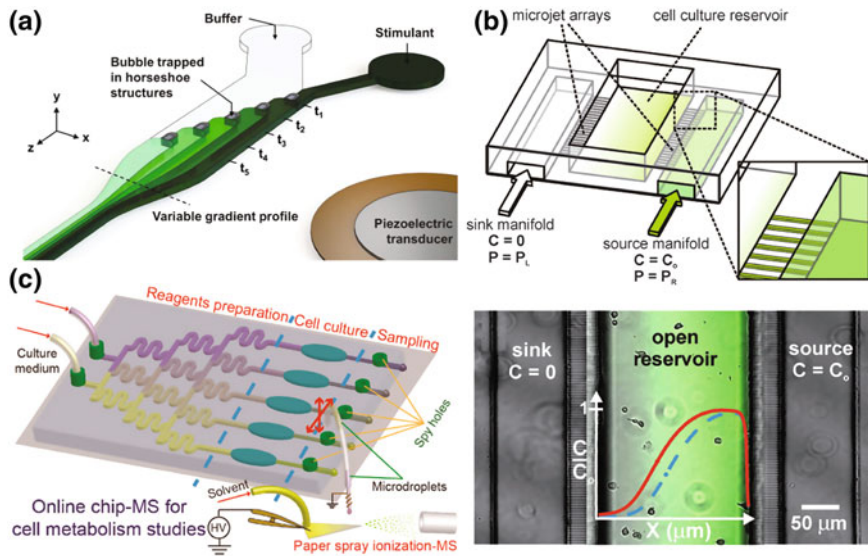 (a)
Buffer
Stimulant
Bubble trapped
in horseshoe
structures
y
x
z
t1
t2
t3
t4
t5
Variable gradient profile
Piezoelectric
transducer
(b)
microjet arrays
cell culture reservoir
sink manifold
C = 0
P = PL
source manifold
C = Co
P = PR
(c)
Reagents preparation
Cell culture
Sampling
Culture
medium
Spy holes
Microdroplets
Solvent
Online chip-MS for
cell metabolism studies
HV
Paper spray ionization-MS
sink
C = 0
open
reservoir
source
C = Co
1
C/Co
X (μm)
50 μm